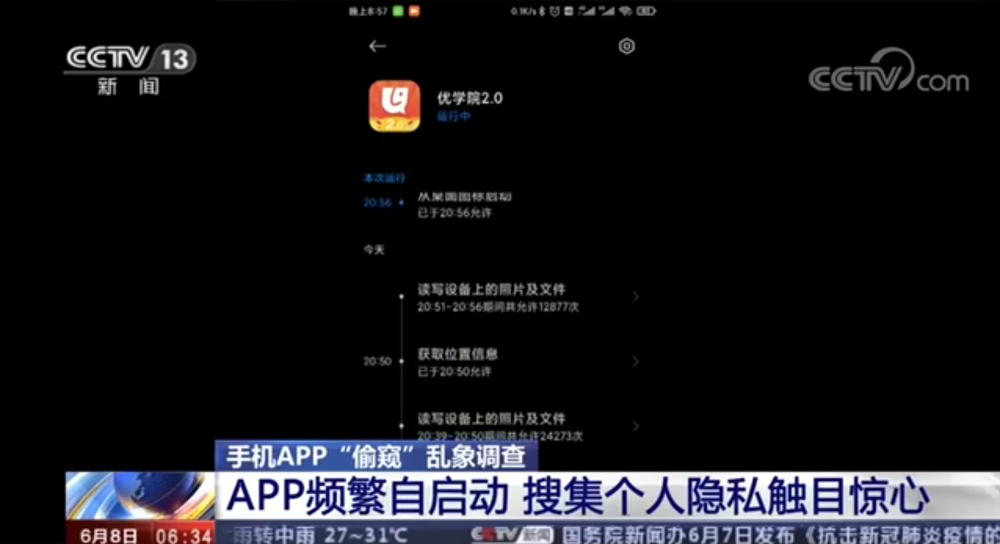 晚上8:57
0.1K/s
CCTV 13
新闻
CCTV.com
优学院2.0
2.0
运行中
本次运行
20:56
从桌面图标启动
已于20:56允许
今天
读写设备上的照片及文件
20:51-20:56期间共允许12877次
20:50
获取位置信息
已于20:50允许
读写设备上的照片及文件
20:39-20:50期间共允许24273次
手机APP“偷窥”乱象调查
APP频繁自启动 搜集个人隐私触目惊心
6月8日 06:34
雨转中雨 27~31℃ CCTV新闻 国务院新闻办6月7日发布《抗击新冠肺炎疫情的